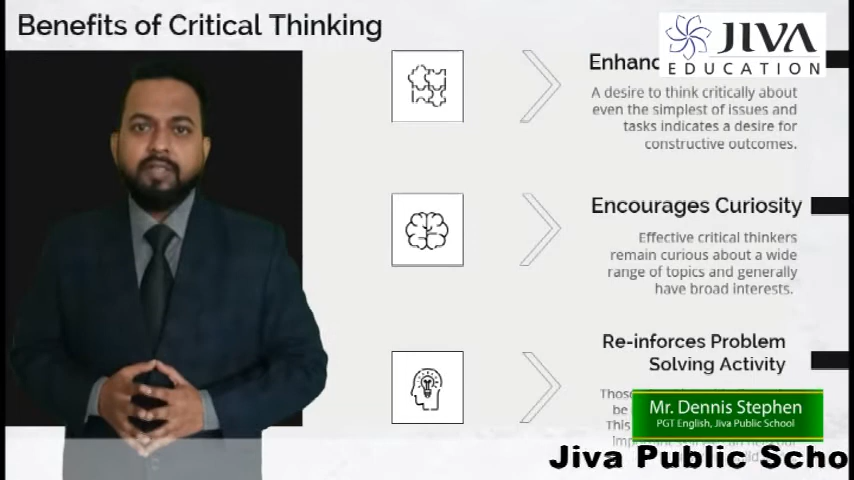 Benefits of Critical Thinking
JIVA
EDUCATION
A desire to think critically about
even the simplest of issues and
tasks indicates a desire for
constructive outcomes.
Encourages Curiosity
Effective critical thinkers
remain curious about a wide
range of topics and generally
have broad interests.
Re-inforces Problem
Solving Activity
be
This
Mr. Dennis Stephen
PGT English, Jiva Public School
Jiva Public